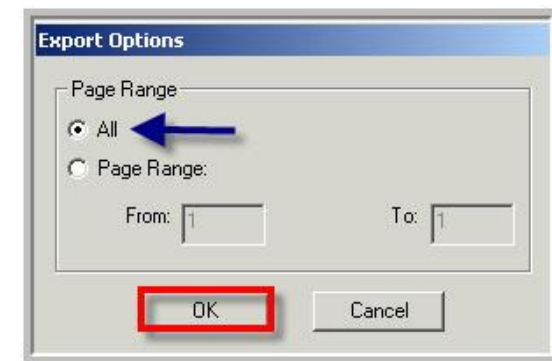 Export Options
Page Range
All
Page Range:
From: 1 To: 1
OK Cancel